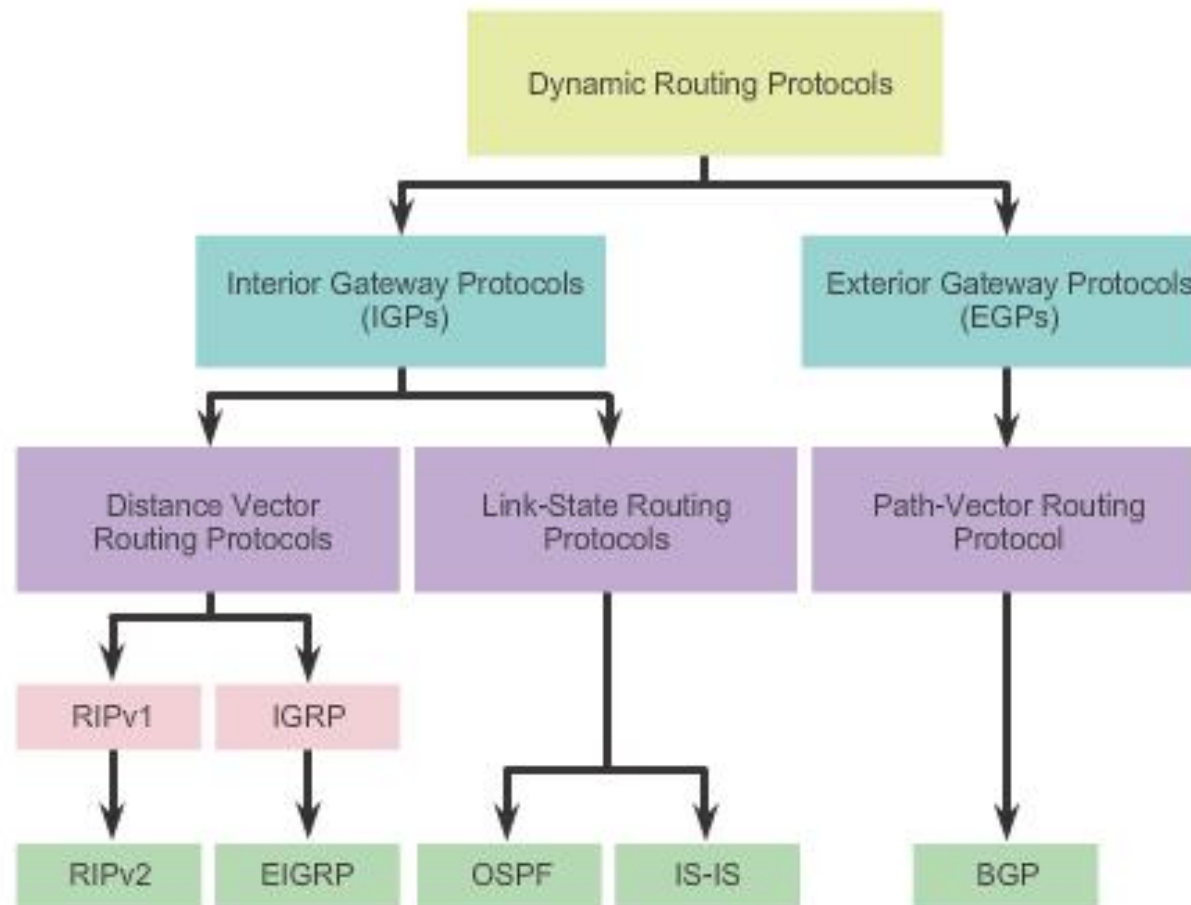 Dynamic Routing Protocols
Interior Gateway Protocols
(IGPs)
Exterior Gateway Protocols
(EGPs)
Distance Vector
Routing Protocols
Link-State Routing
Protocols
Path-Vector Routing
Protocol
RIPv1
IGRP
RIPv2
EIGRP
OSPF
IS-IS
BGP